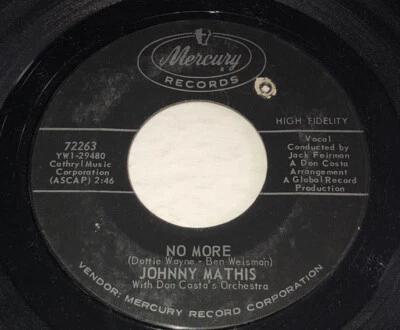 Mercury
RECORDS
HIGH FIDELITY
72263
YW1-29480
Cathryl Music
Corporation
(ASCAP) 2:46
Vocal
Conducted by
Jack Feirman
A Don Costa
Arrangement
A Global Record
Production
NO MORE
(Dottie Wayne - Ben Weisman)
JOHNNY MATHIS
With Don Costa's Orchestra
VENDOR: MERCURY RECORD CORPORATION